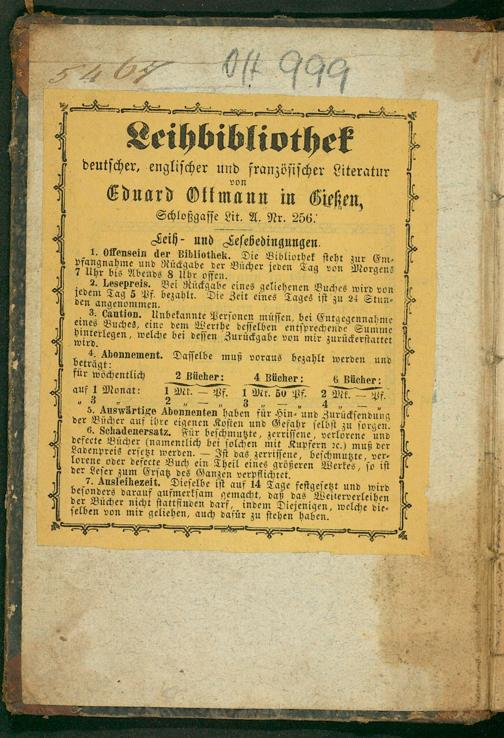 5467 Off 999
Leihbibliothek
deutscher, englischer und französischer Literatur
von
Eduard Ottmann in Gießen,
Schloßgasse Lit. A. Nr. 256.
Leih- und Lesebedingungen.
1. Offensein der Bibliothek. Die Bibliothek steht zur Em-
pfangnahme und Rückgabe der Bücher jeden Tag von Morgens
7 Uhr bis Abends 8 Uhr offen.
2. Lesepreis. Bei Rückgabe eines geliehenen Buches wird von
jedem Tag 5 Pf. bezahlt. Die Zeit eines Tages ist zu 24 Stun-
den angenommen.
3. Caution. Unbekannte Personen müssen, bei Entgegennahme
eines Buches, eine dem Werthe desselben entsprechende Summe
hinterlegen, welche bei dessen Zurückgabe von mir zurückerstattet
wird.
4. Abonnement. Dasselbe muß voraus bezahlt werden und
beträgt:
für wöchentlich 2 Bücher: 4 Bücher: 6 Bücher:
auf 1 Monat: 1 Mk. — Pf. 1 Mk. 50 Pf. 2 Mk. — Pf.
„ 3 „ 2 „ — „ 3 „ — „ 4 „ — „
5. Auswärtige Abonnenten haben für Hin- und Zurücksendung
der Bücher auf ihre eigenen Kosten und Gefahr selbst zu sorgen.
6. Schadenersatz. Für beschmutzte, zerrissene, verlorene und
defecte Bücher (namentlich bei solchen mit Kupfern ꝛc.) muß der
Ladenpreis ersetzt werden. — Ist das zerrissene, beschmutzte, ver-
lorene oder defecte Buch ein Theil eines größeren Werkes, so ist
der Leser zum Ersatz des Ganzen verpflichtet.
7. Ausleihezeit. Dieselbe ist auf 14 Tage festgesetzt und wird
besonders darauf aufmerksam gemacht, daß das Weiterverleihen
der Bücher nicht stattfinden darf, indem Diejenigen, welche die-
selben von mir geliehen, auch dafür zu stehen haben.